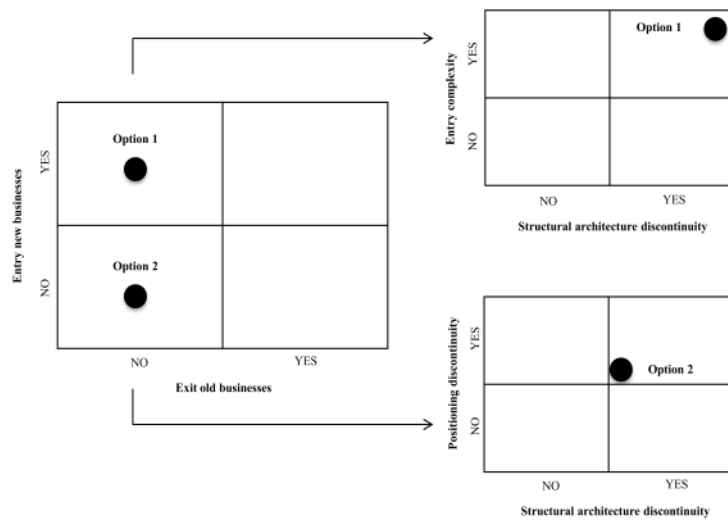 Entry new businesses
YES
NO
Option 1
Option 2
NO
YES
Exit old businesses
Entry complexity
YES
NO
Option 1
NO
YES
Structural architecture discontinuity
Positioning discontinuity
YES
NO
Option 2
NO
YES
Structural architecture discontinuity